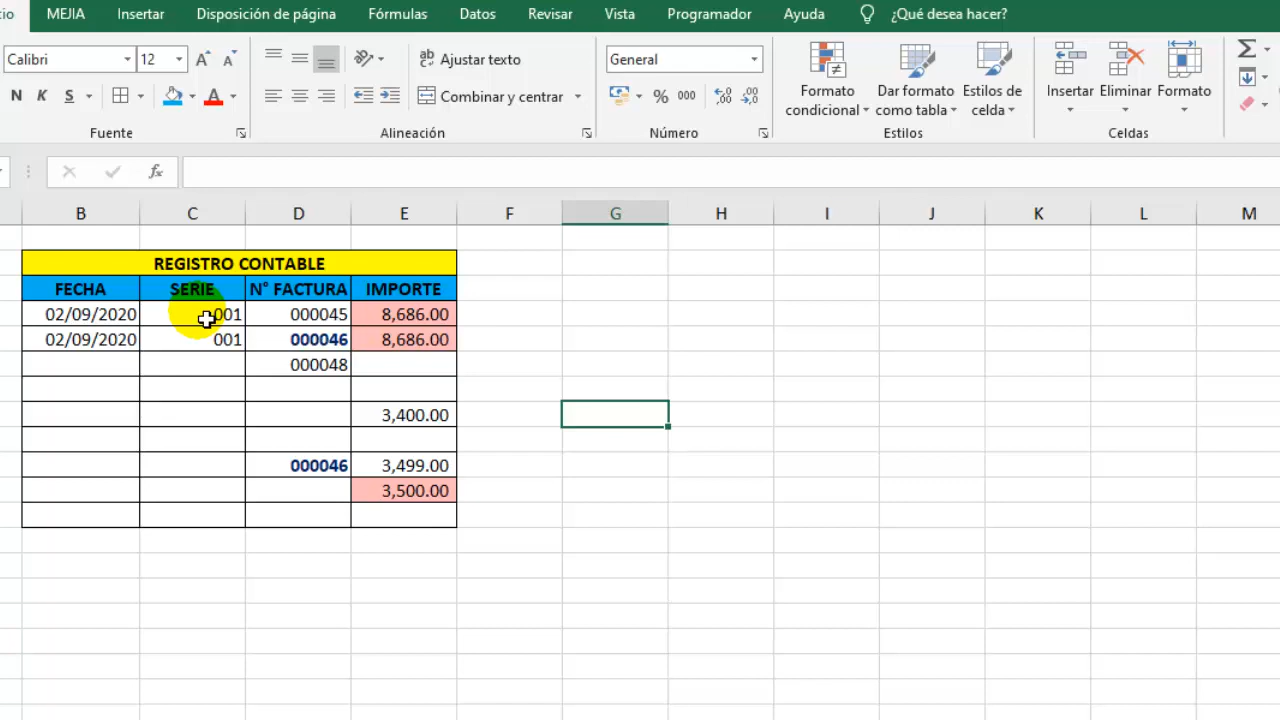 cio MEJIA Insertar Disposición de página Fórmulas Datos Revisar Vista Programador Ayuda ¿Qué desea hacer?
Calibri 12 ab Ajustar texto General
N K S A Combinar y centrar % 000
Formato condicional Dar formato como tabla Estilos de celda Insertar Eliminar Formato
Fuente Alineación Número Estilos Celdas
fx
B C D E F G H I J K L M
REGISTRO CONTABLE
FECHA SERIE N° FACTURA IMPORTE
02/09/2020 001 000045 8,686.00
02/09/2020 001 000046 8,686.00
000048
3,400.00
000046 3,499.00
3,500.00